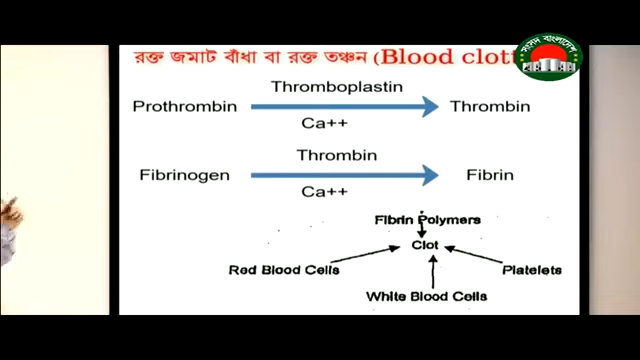 রক্ত জমাট বাঁধা বা রক্ত তঞ্চন (Blood clott
সংসদ বাংলাদেশ
Thromboplastin
Prothrombin Thrombin
Ca++
Thrombin
Fibrinogen Fibrin
Ca++
Fibrin Polymers
Clot
Red Blood Cells Platelets
White Blood Cells